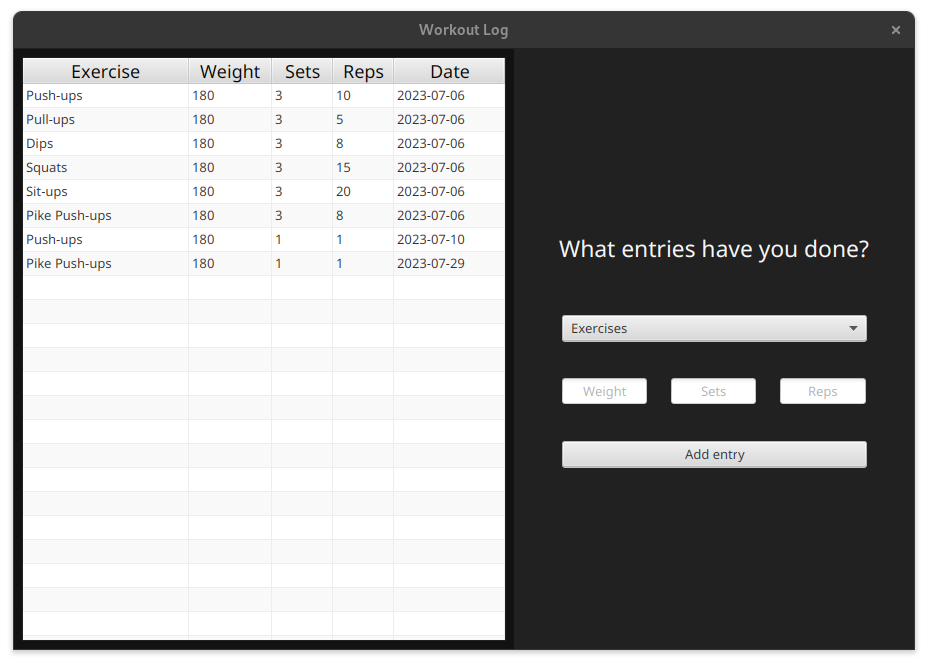 Workout Log
Exercise Weight Sets Reps Date
Push-ups 180 3 10 2023-07-06
Pull-ups 180 3 5 2023-07-06
Dips 180 3 8 2023-07-06
Squats 180 3 15 2023-07-06
Sit-ups 180 3 20 2023-07-06
Pike Push-ups 180 3 8 2023-07-06
Push-ups 180 1 1 2023-07-10
Pike Push-ups 180 1 1 2023-07-29
What entries have you done?
Exercises
Weight Sets Reps
Add entry